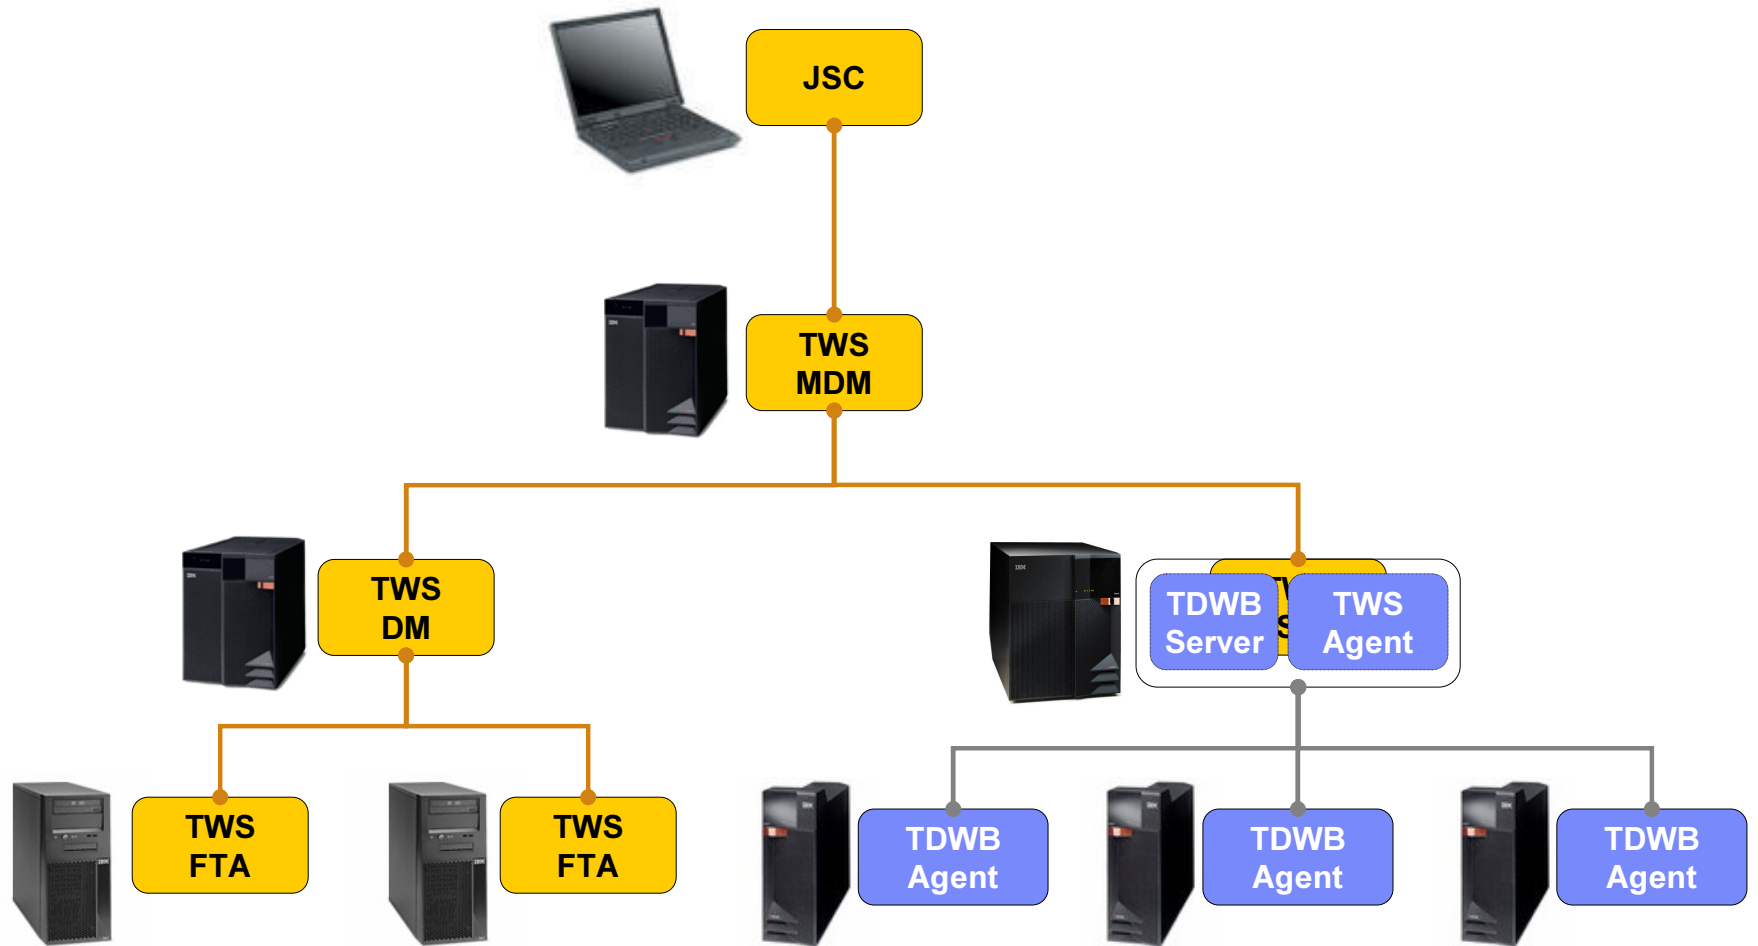 JSC
TWS
MDM
TWS
DM
TDWB
Server
TWS
Agent
TWS
FTA
TWS
FTA
TDWB
Agent
TDWB
Agent
TDWB
Agent